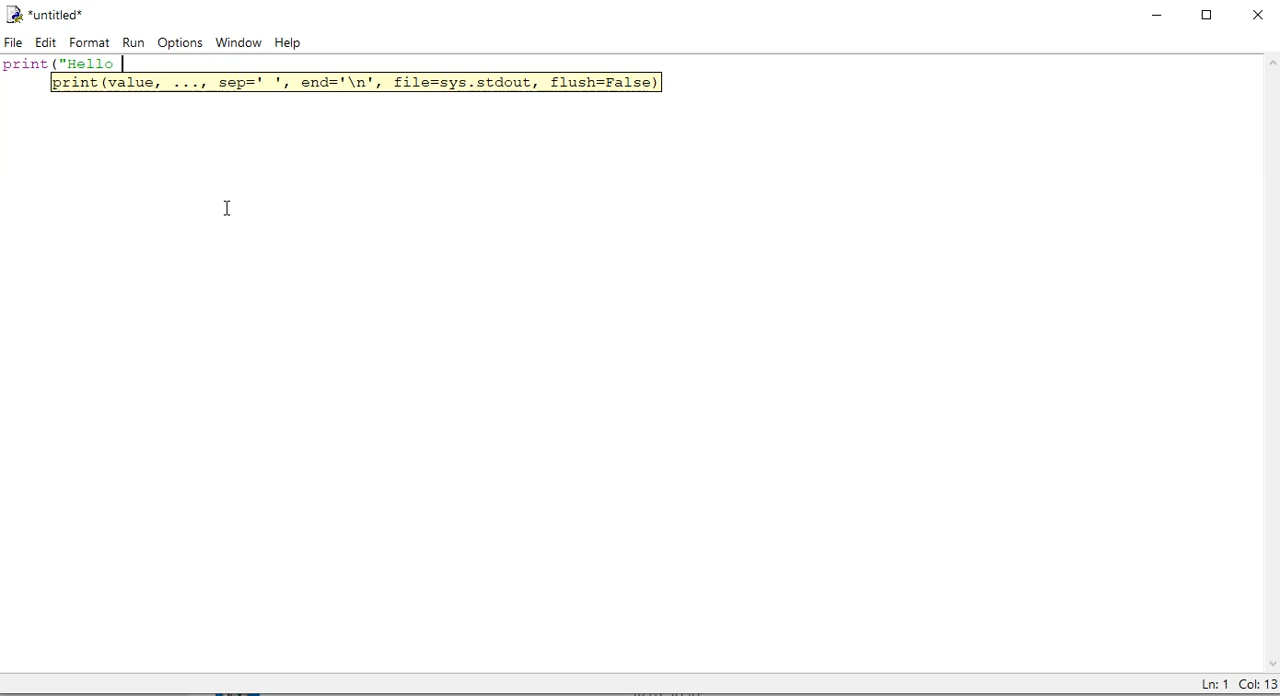 *untitled*
File Edit Format Run Options Window Help
print("Hello
print(value, ..., sep=' ', end='\n', file=sys.stdout, flush=False)
Ln: 1 Col: 13